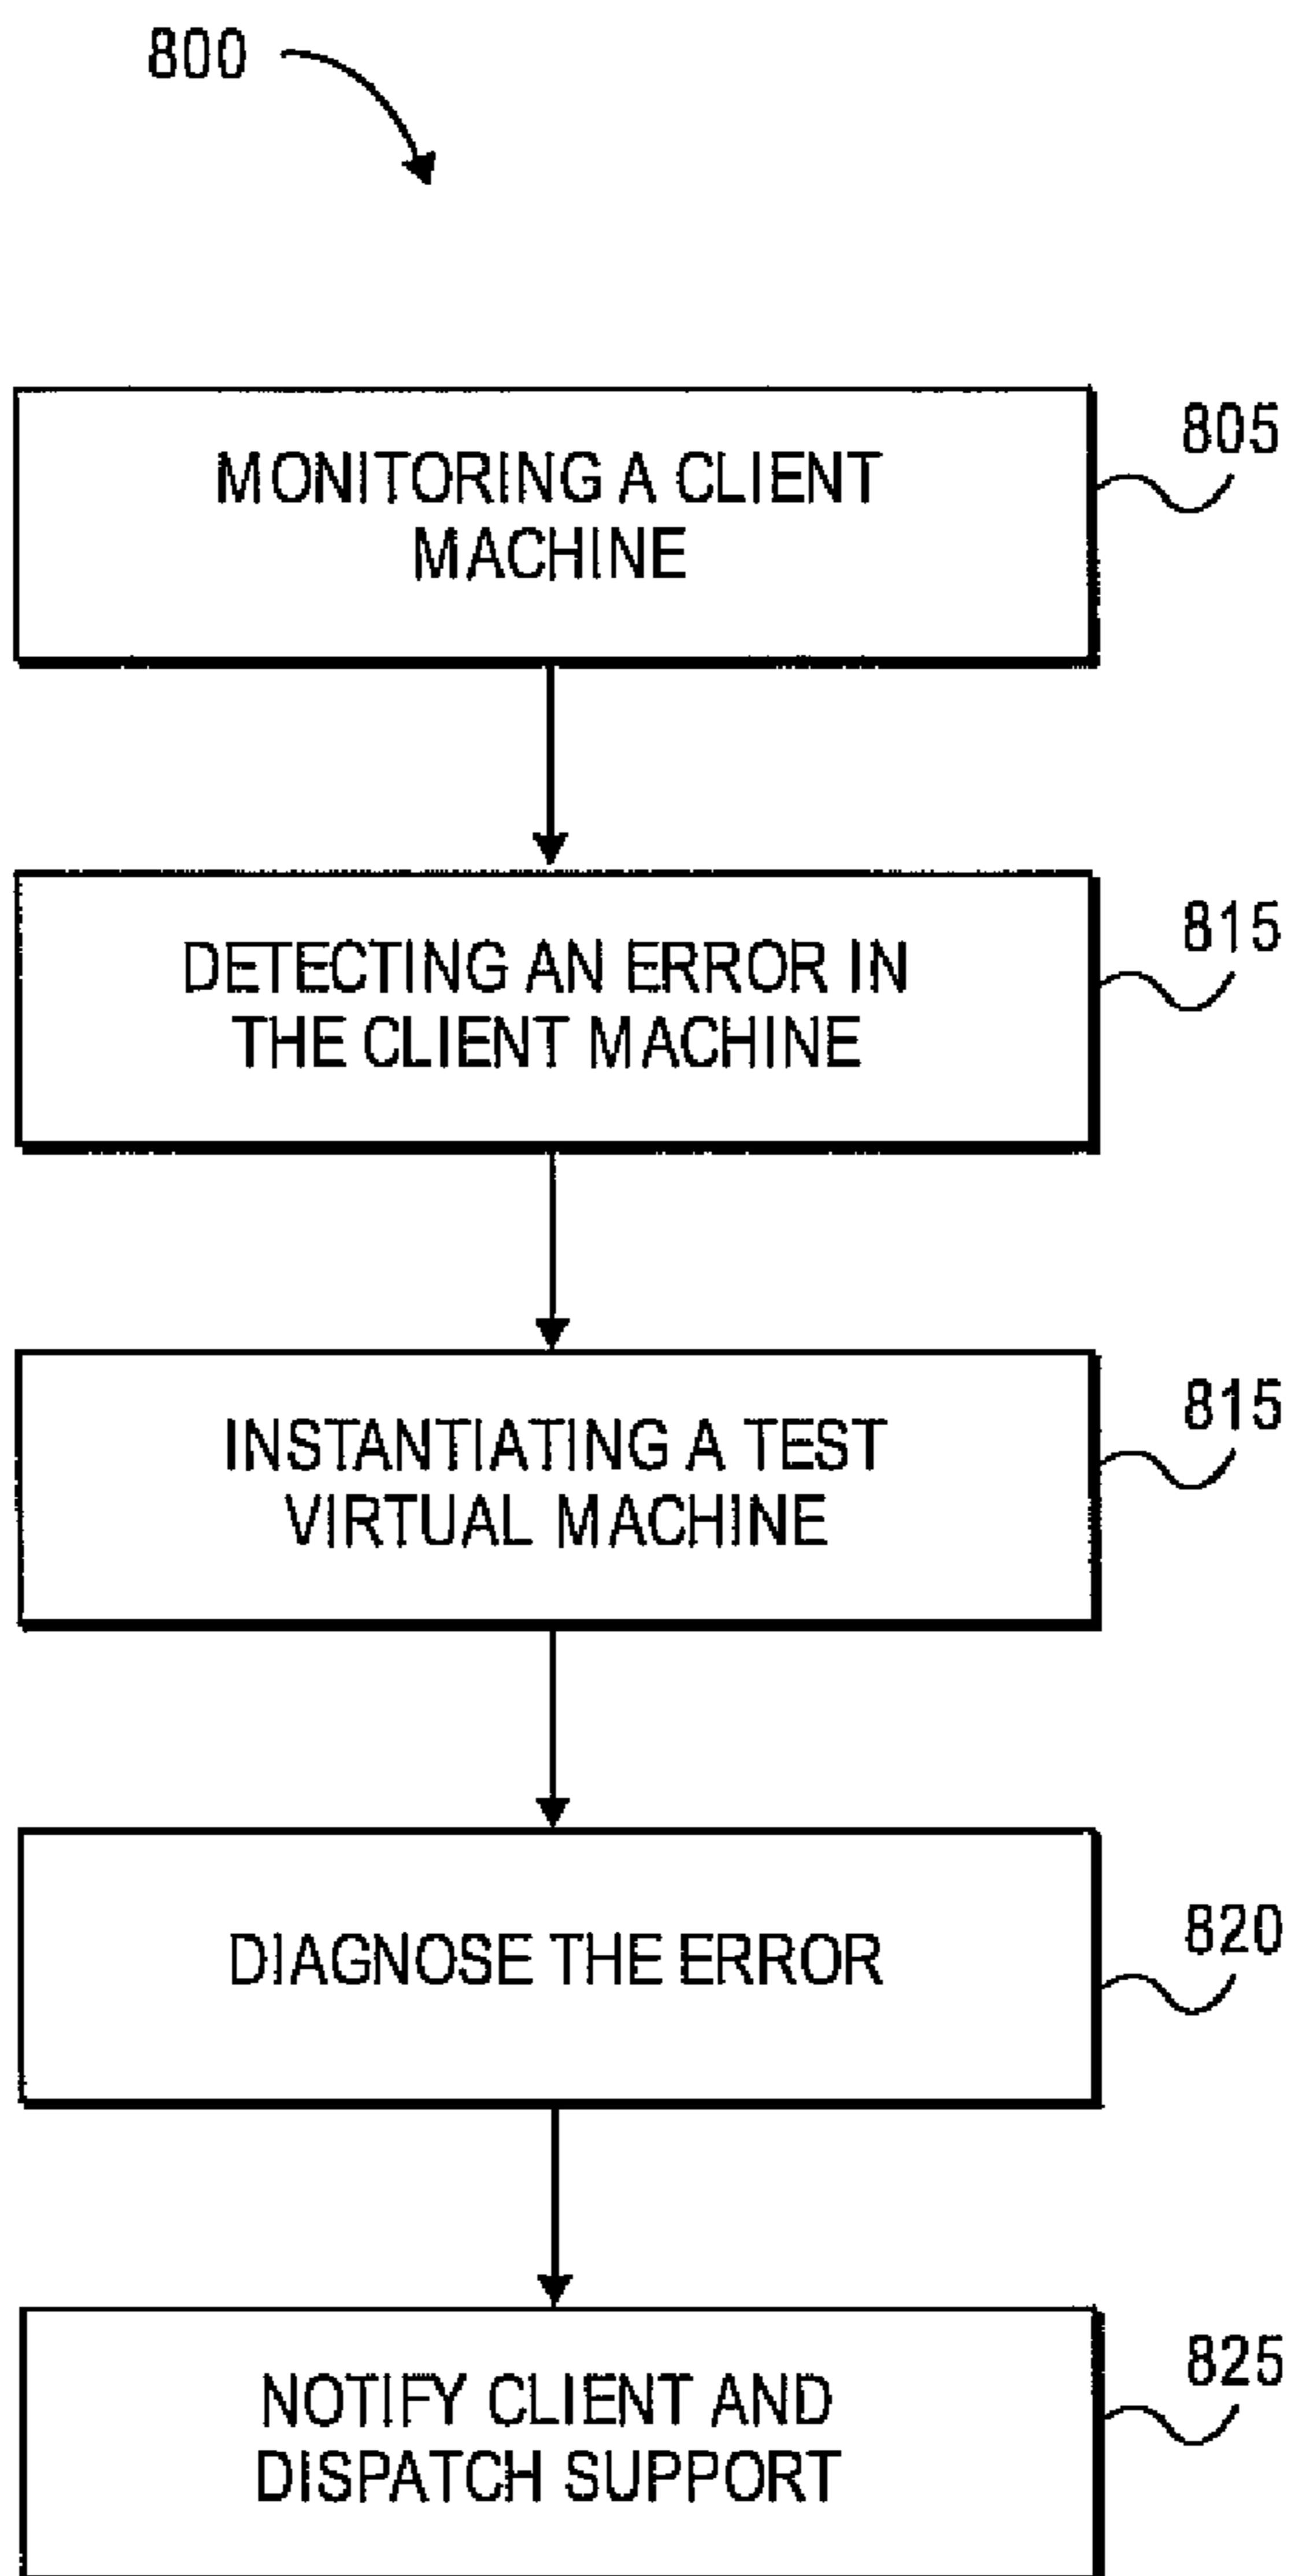 800
MONITORING A CLIENT
MACHINE
805
DETECTING AN ERROR IN
THE CLIENT MACHINE
815
INSTANTIATING A TEST
VIRTUAL MACHINE
815
DIAGNOSE THE ERROR
820
NOTIFY CLIENT AND
DISPATCH SUPPORT
825